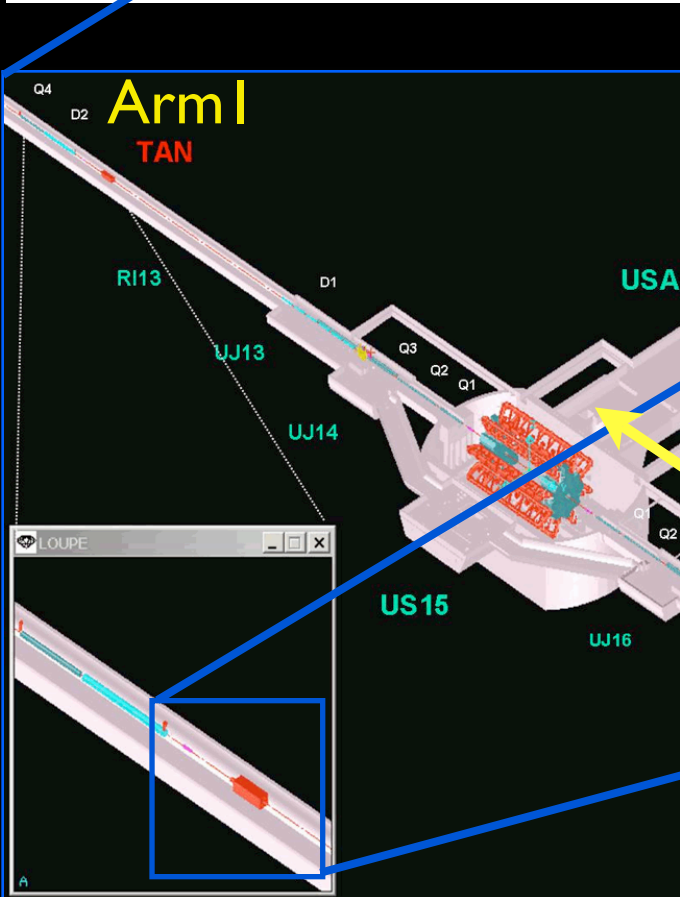 Q4
Arm1
D2
TAN
RI13
D1
USA
UJ13
Q3
Q2
Q1
UJ14
Q1
Q2
LOUPE
US15
UJ16
A